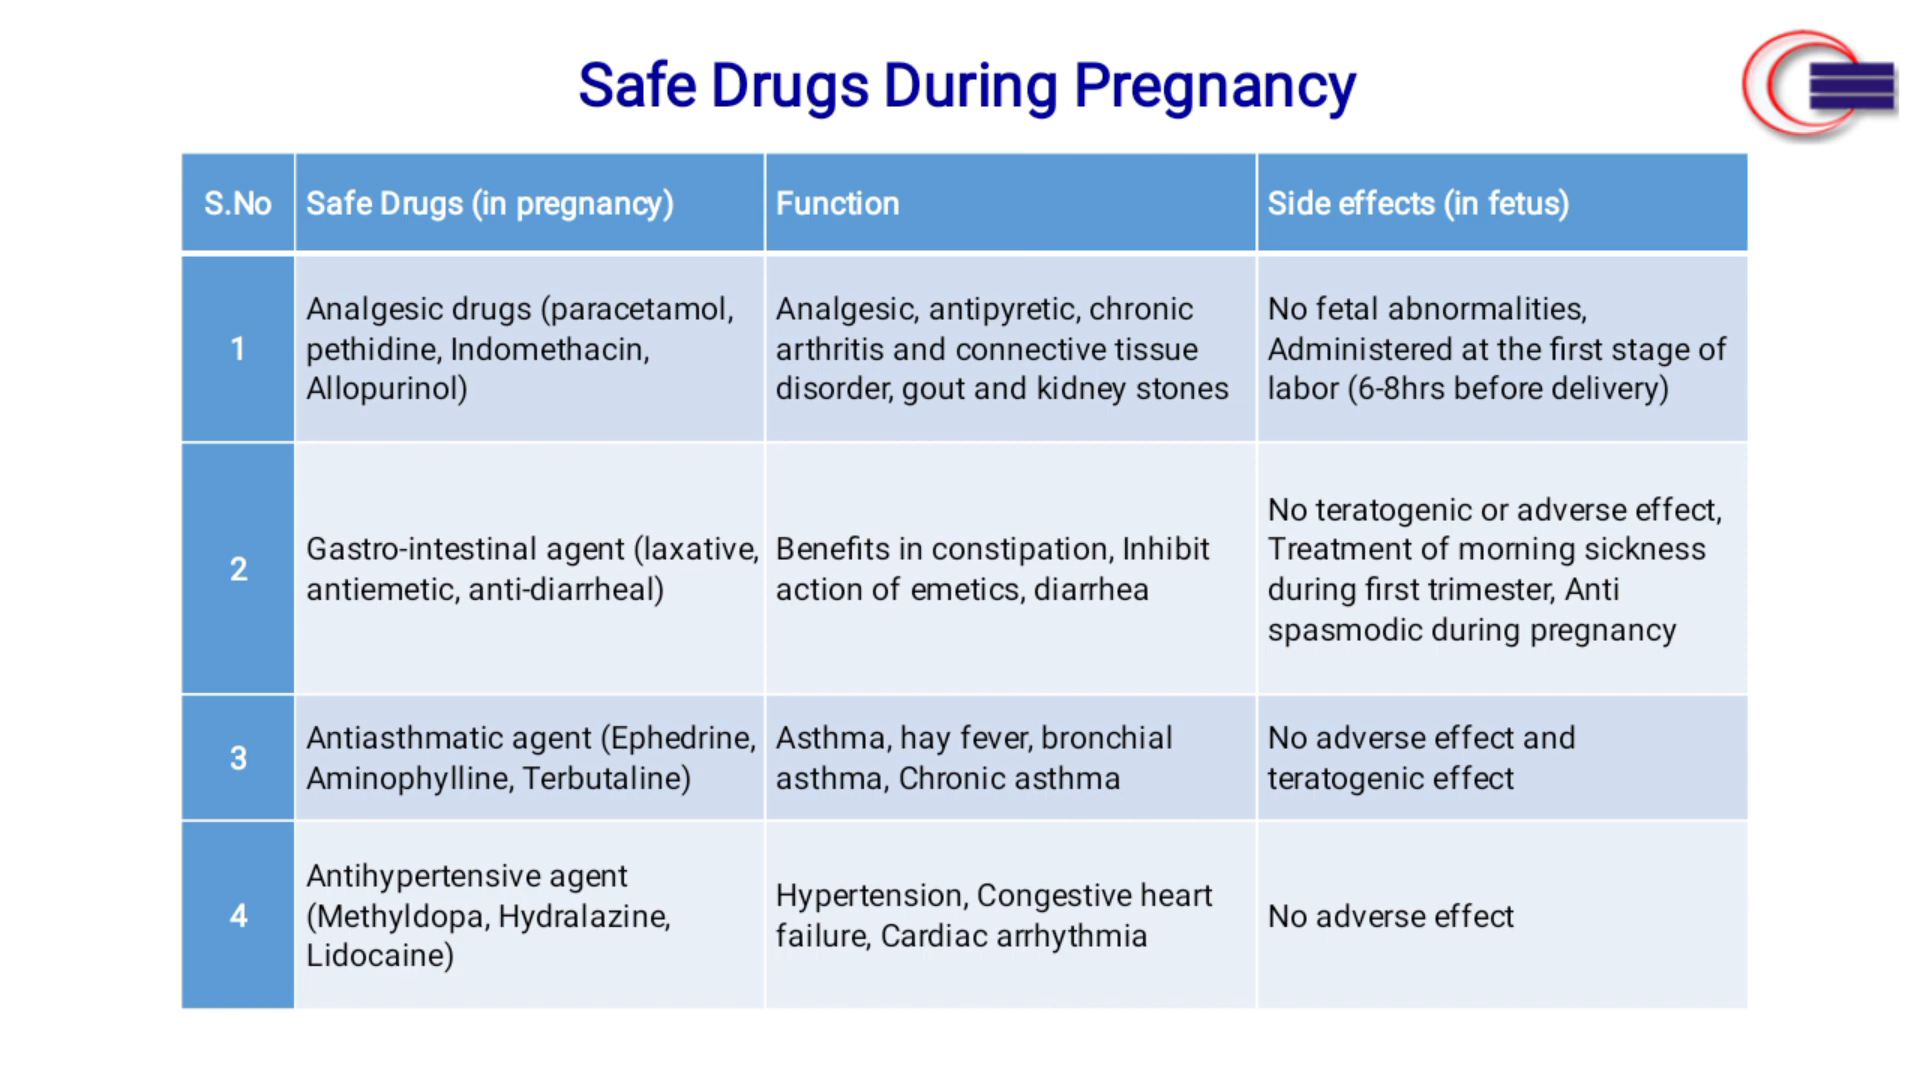 Safe Drugs During Pregnancy
S.No
Safe Drugs (in pregnancy)
Function
Side effects (in fetus)
1
Analgesic drugs (paracetamol,
pethidine, Indomethacin,
Allopurinol)
Analgesic, antipyretic, chronic
arthritis and connective tissue
disorder, gout and kidney stones
No fetal abnormalities,
Administered at the first stage of
labor (6-8hrs before delivery)
2
Gastro-intestinal agent (laxative,
antiemetic, anti-diarrheal)
Benefits in constipation, Inhibit
action of emetics, diarrhea
No teratogenic or adverse effect,
Treatment of morning sickness
during first trimester, Anti
spasmodic during pregnancy
3
Antiasthmatic agent (Ephedrine,
Aminophylline, Terbutaline)
Asthma, hay fever, bronchial
asthma, Chronic asthma
No adverse effect and
teratogenic effect
4
Antihypertensive agent
(Methyldopa, Hydralazine,
Lidocaine)
Hypertension, Congestive heart
failure, Cardiac arrhythmia
No adverse effect